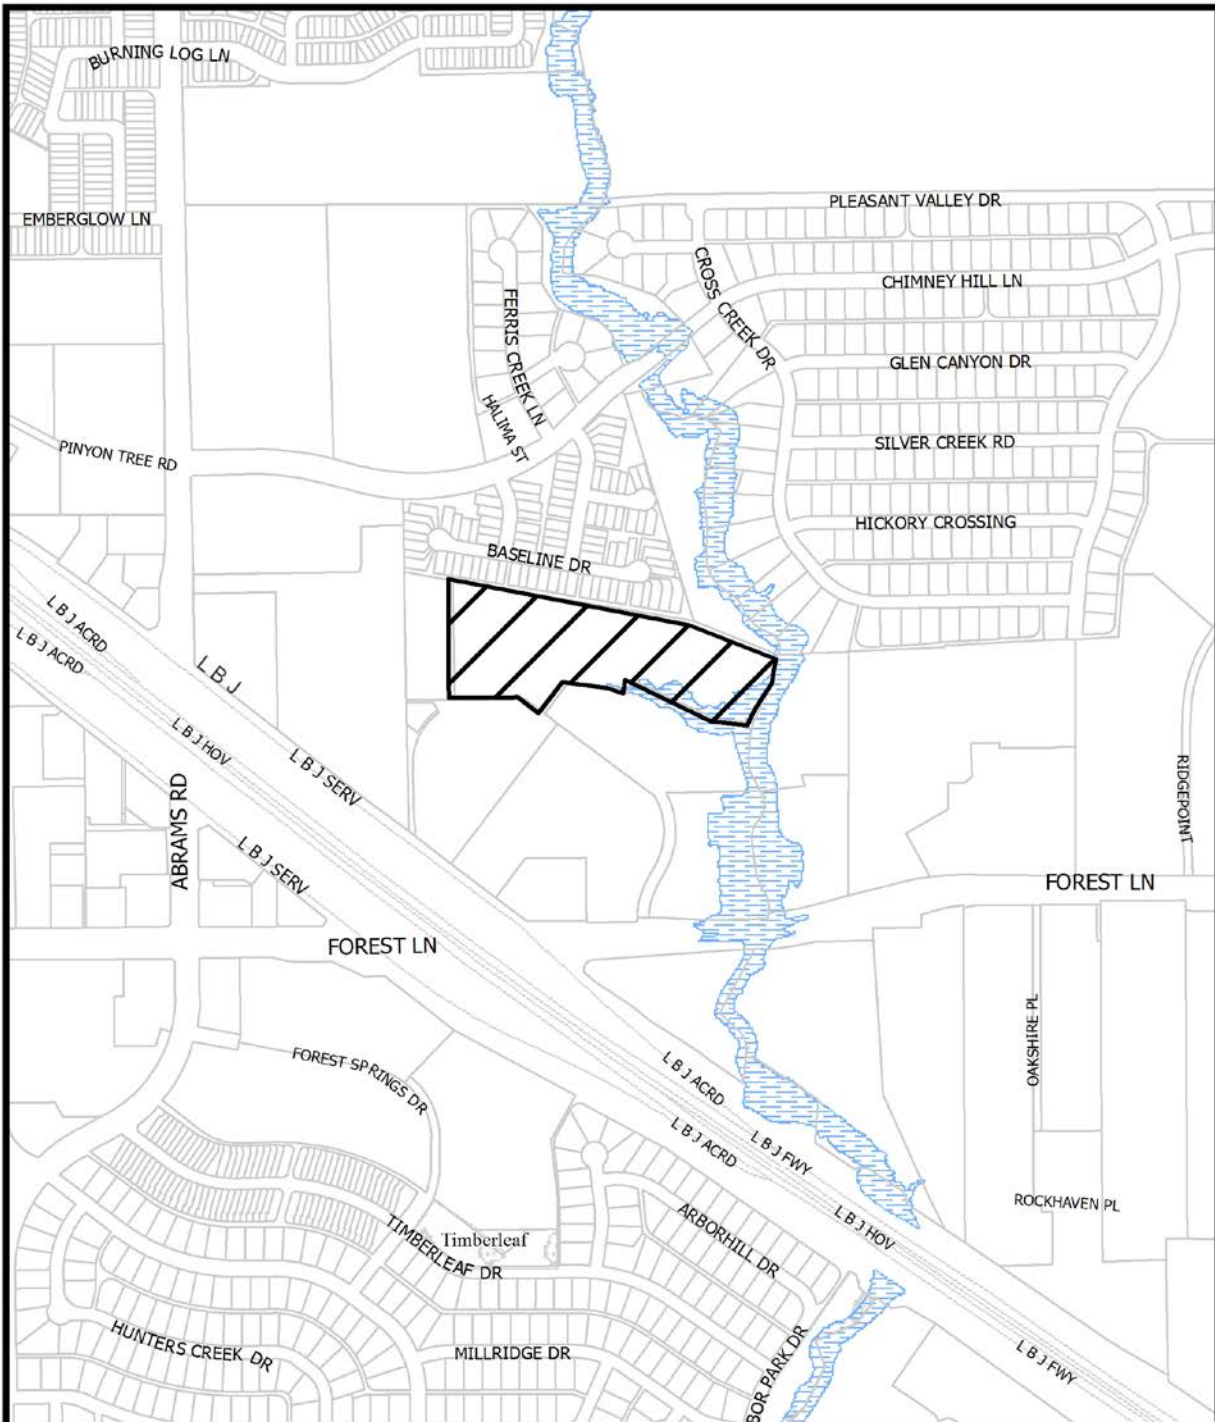 BURNING LOG LN
PLEASANT VALLEY DR
EMBERGLOW LN
CROSS CREEK DR
CHIMNEY HILL LN
FERRIS CREEK LN
GLEN CANYON DR
HALIMA ST
SILVER CREEK RD
PINYON TREE RD
HICKORY CROSSING
BASELINE DR
L B J ACRD
L B J ACRD
L B J
L B J HOV
L B J SERV
RIDGEPOINT
ABRAMS RD
L B J SERV
FOREST LN
FOREST LN
OAKSHIRE PL
FOREST SPRINGS DR
L B J ACRD
L B J ACRD
L B J FWY
ROCKHAVEN PL
ARBORHILL DR
L B J HOV
Timberleaf
TIMBERLEAF DR
HUNTERS CREEK DR
MILLRIDGE DR
BOR PARK DR
L B J FWY